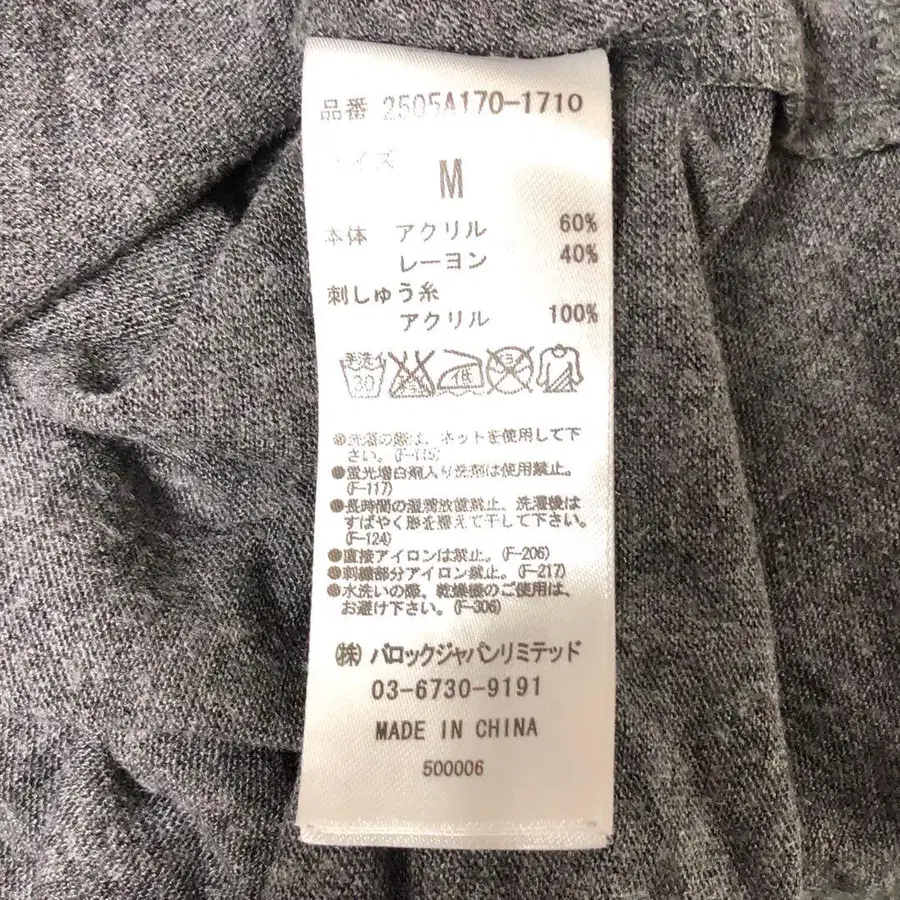 品番 2505A170-1710
イズ
M
本体 アクリル 60%
レーヨン 40%
刺しゅう糸
アクリル 100%
手洗イ
30
低
●洗濯の際は、ネットを使用して下
さい。(F-115)
●蛍光増白剤入り洗剤は使用禁止。
(F-117)
●長時間の湿潤放置禁止、洗濯後は
すばやく形を整えて干して下さい。
(F-124)
●直接アイロンは禁止。(F-206)
●刺繍部分アイロン禁止。(F-217)
●水洗いの際、乾燥機のご使用は、
お避け下さい。(F-306)
㈱ バロックジャパンリミテッド
03-6730-9191
MADE IN CHINA
500006